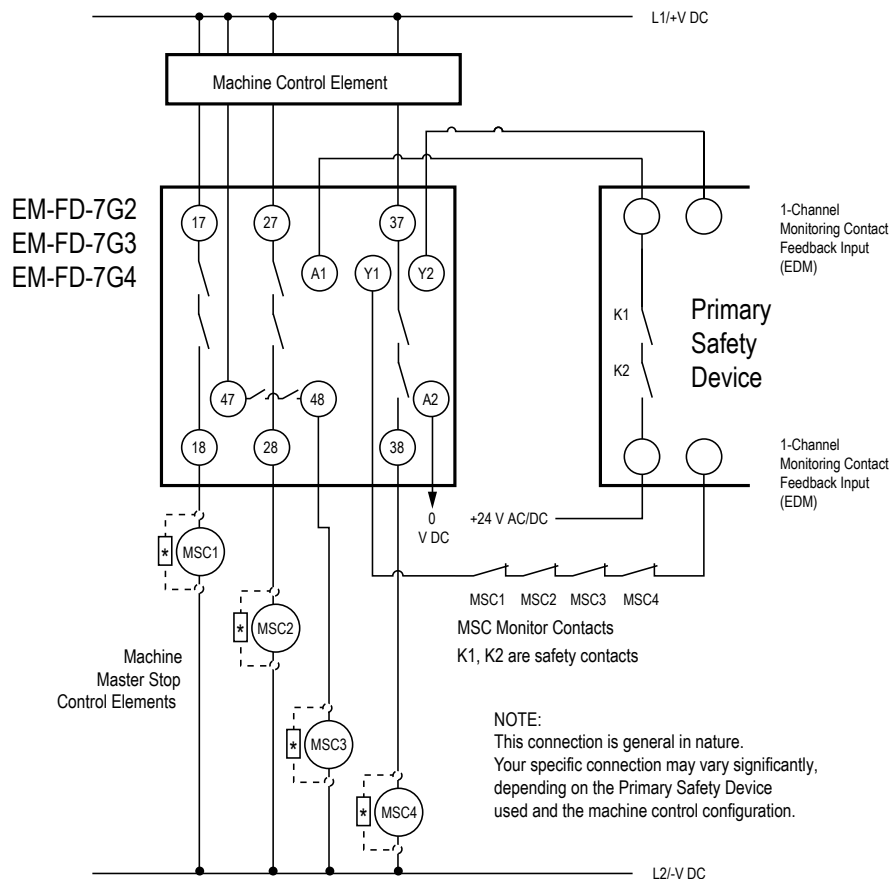 L1/+V DC
Machine Control Element
EM-FD-7G2
EM-FD-7G3
EM-FD-7G4
17
27
37
A1
Y1
Y2
47
48
A2
18
28
38
1-Channel
Monitoring Contact
Feedback Input
(EDM)
K1
K2
Primary
Safety
Device
1-Channel
Monitoring Contact
Feedback Input
(EDM)
0
V DC
+24 V AC/DC
* MSC1
* MSC2
* MSC3
* MSC4
MSC1 MSC2 MSC3 MSC4
MSC Monitor Contacts
K1, K2 are safety contacts
Machine
Master Stop
Control Elements
NOTE:
This connection is general in nature.
Your specific connection may vary significantly,
depending on the Primary Safety Device
used and the machine control configuration.
L2/-V DC